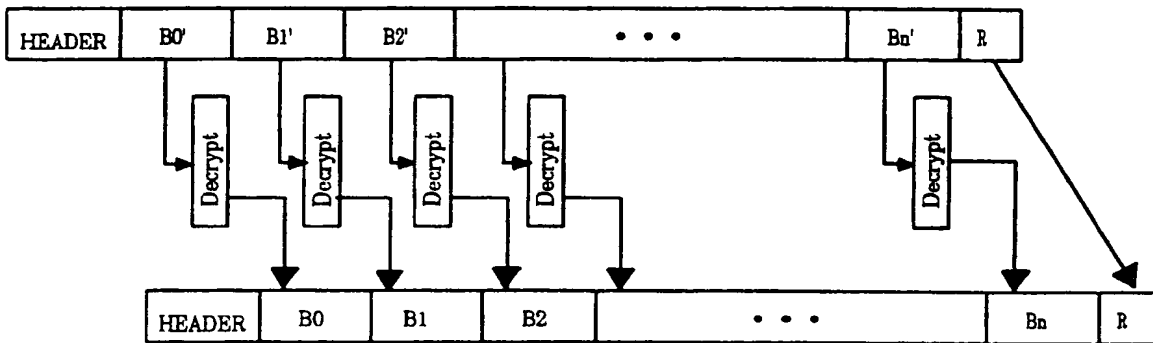 HEADER B0' B1' B2' • • • Bn' R
Decrypt Decrypt Decrypt Decrypt Decrypt
HEADER B0 B1 B2 • • • Bn R